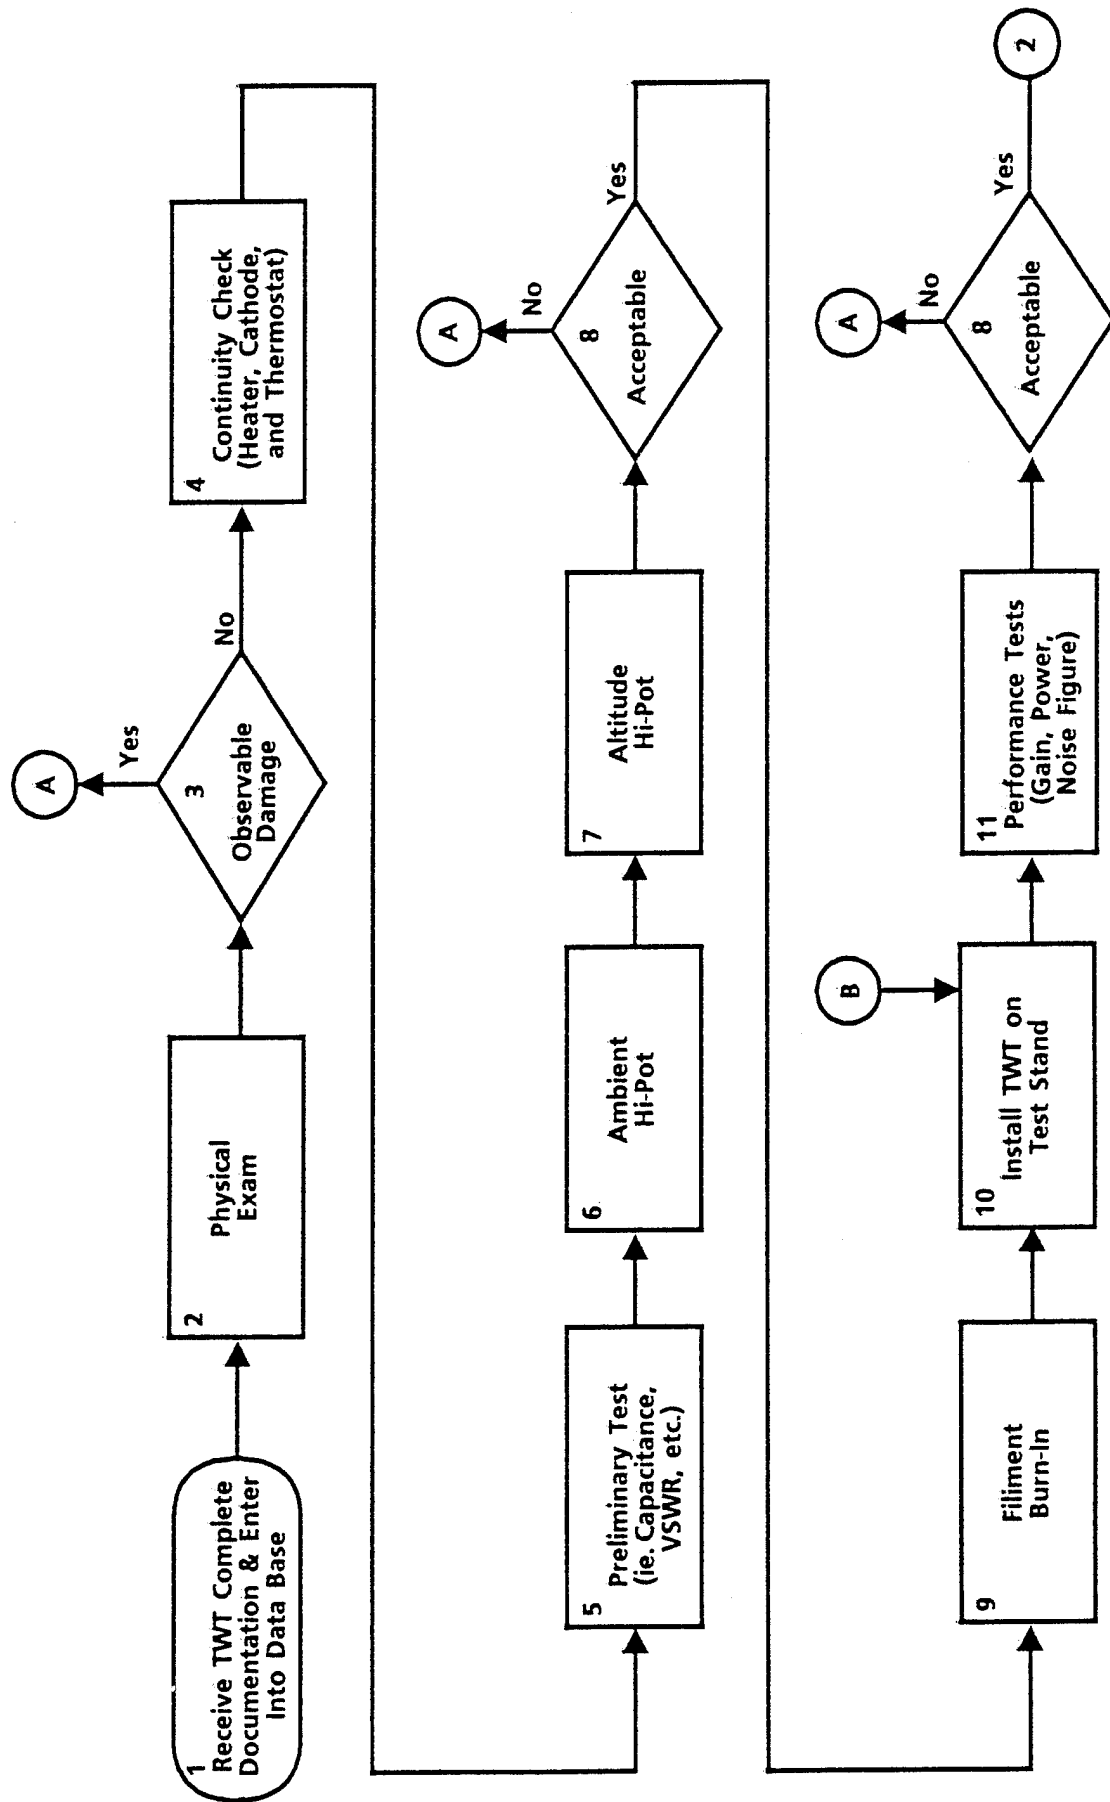 1
Receive TWT Complete
Documentation & Enter
Into Data Base
2
Physical
Exam
3
Observable
Damage
Yes
A
No
4
Continuity Check
(Heater, Cathode,
and Thermostat)
5
Preliminary Test
(ie. Capacitance,
VSWR, etc.)
6
Ambient
Hi-Pot
7
Altitude
Hi-Pot
8
Acceptable
No
A
Yes
9
Filiment
Burn-In
10
Install TWT on
Test Stand
B
11
Performance Tests
(Gain, Power,
Noise Figure)
8
Acceptable
No
A
Yes
2